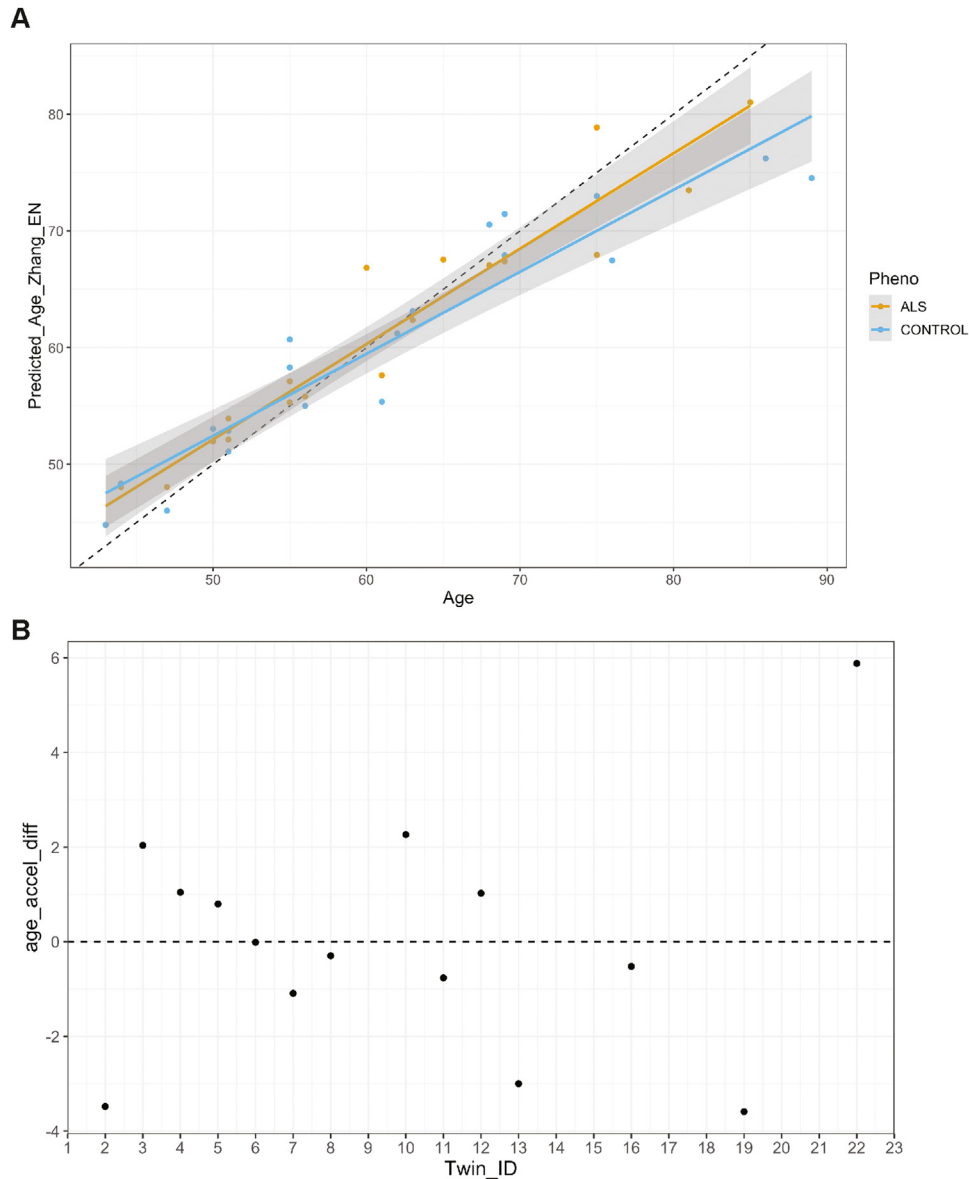 A
Predicted_Age_Zhang_EN
80
70
60
50
50 60 70 80 90
Age
Pheno
ALS
CONTROL
B
age_accel_diff
6
4
2
0
-2
-4
1 2 3 4 5 6 7 8 9 10 11 12 13 14 15 16 17 18 19 20 21 22 23
Twin_ID